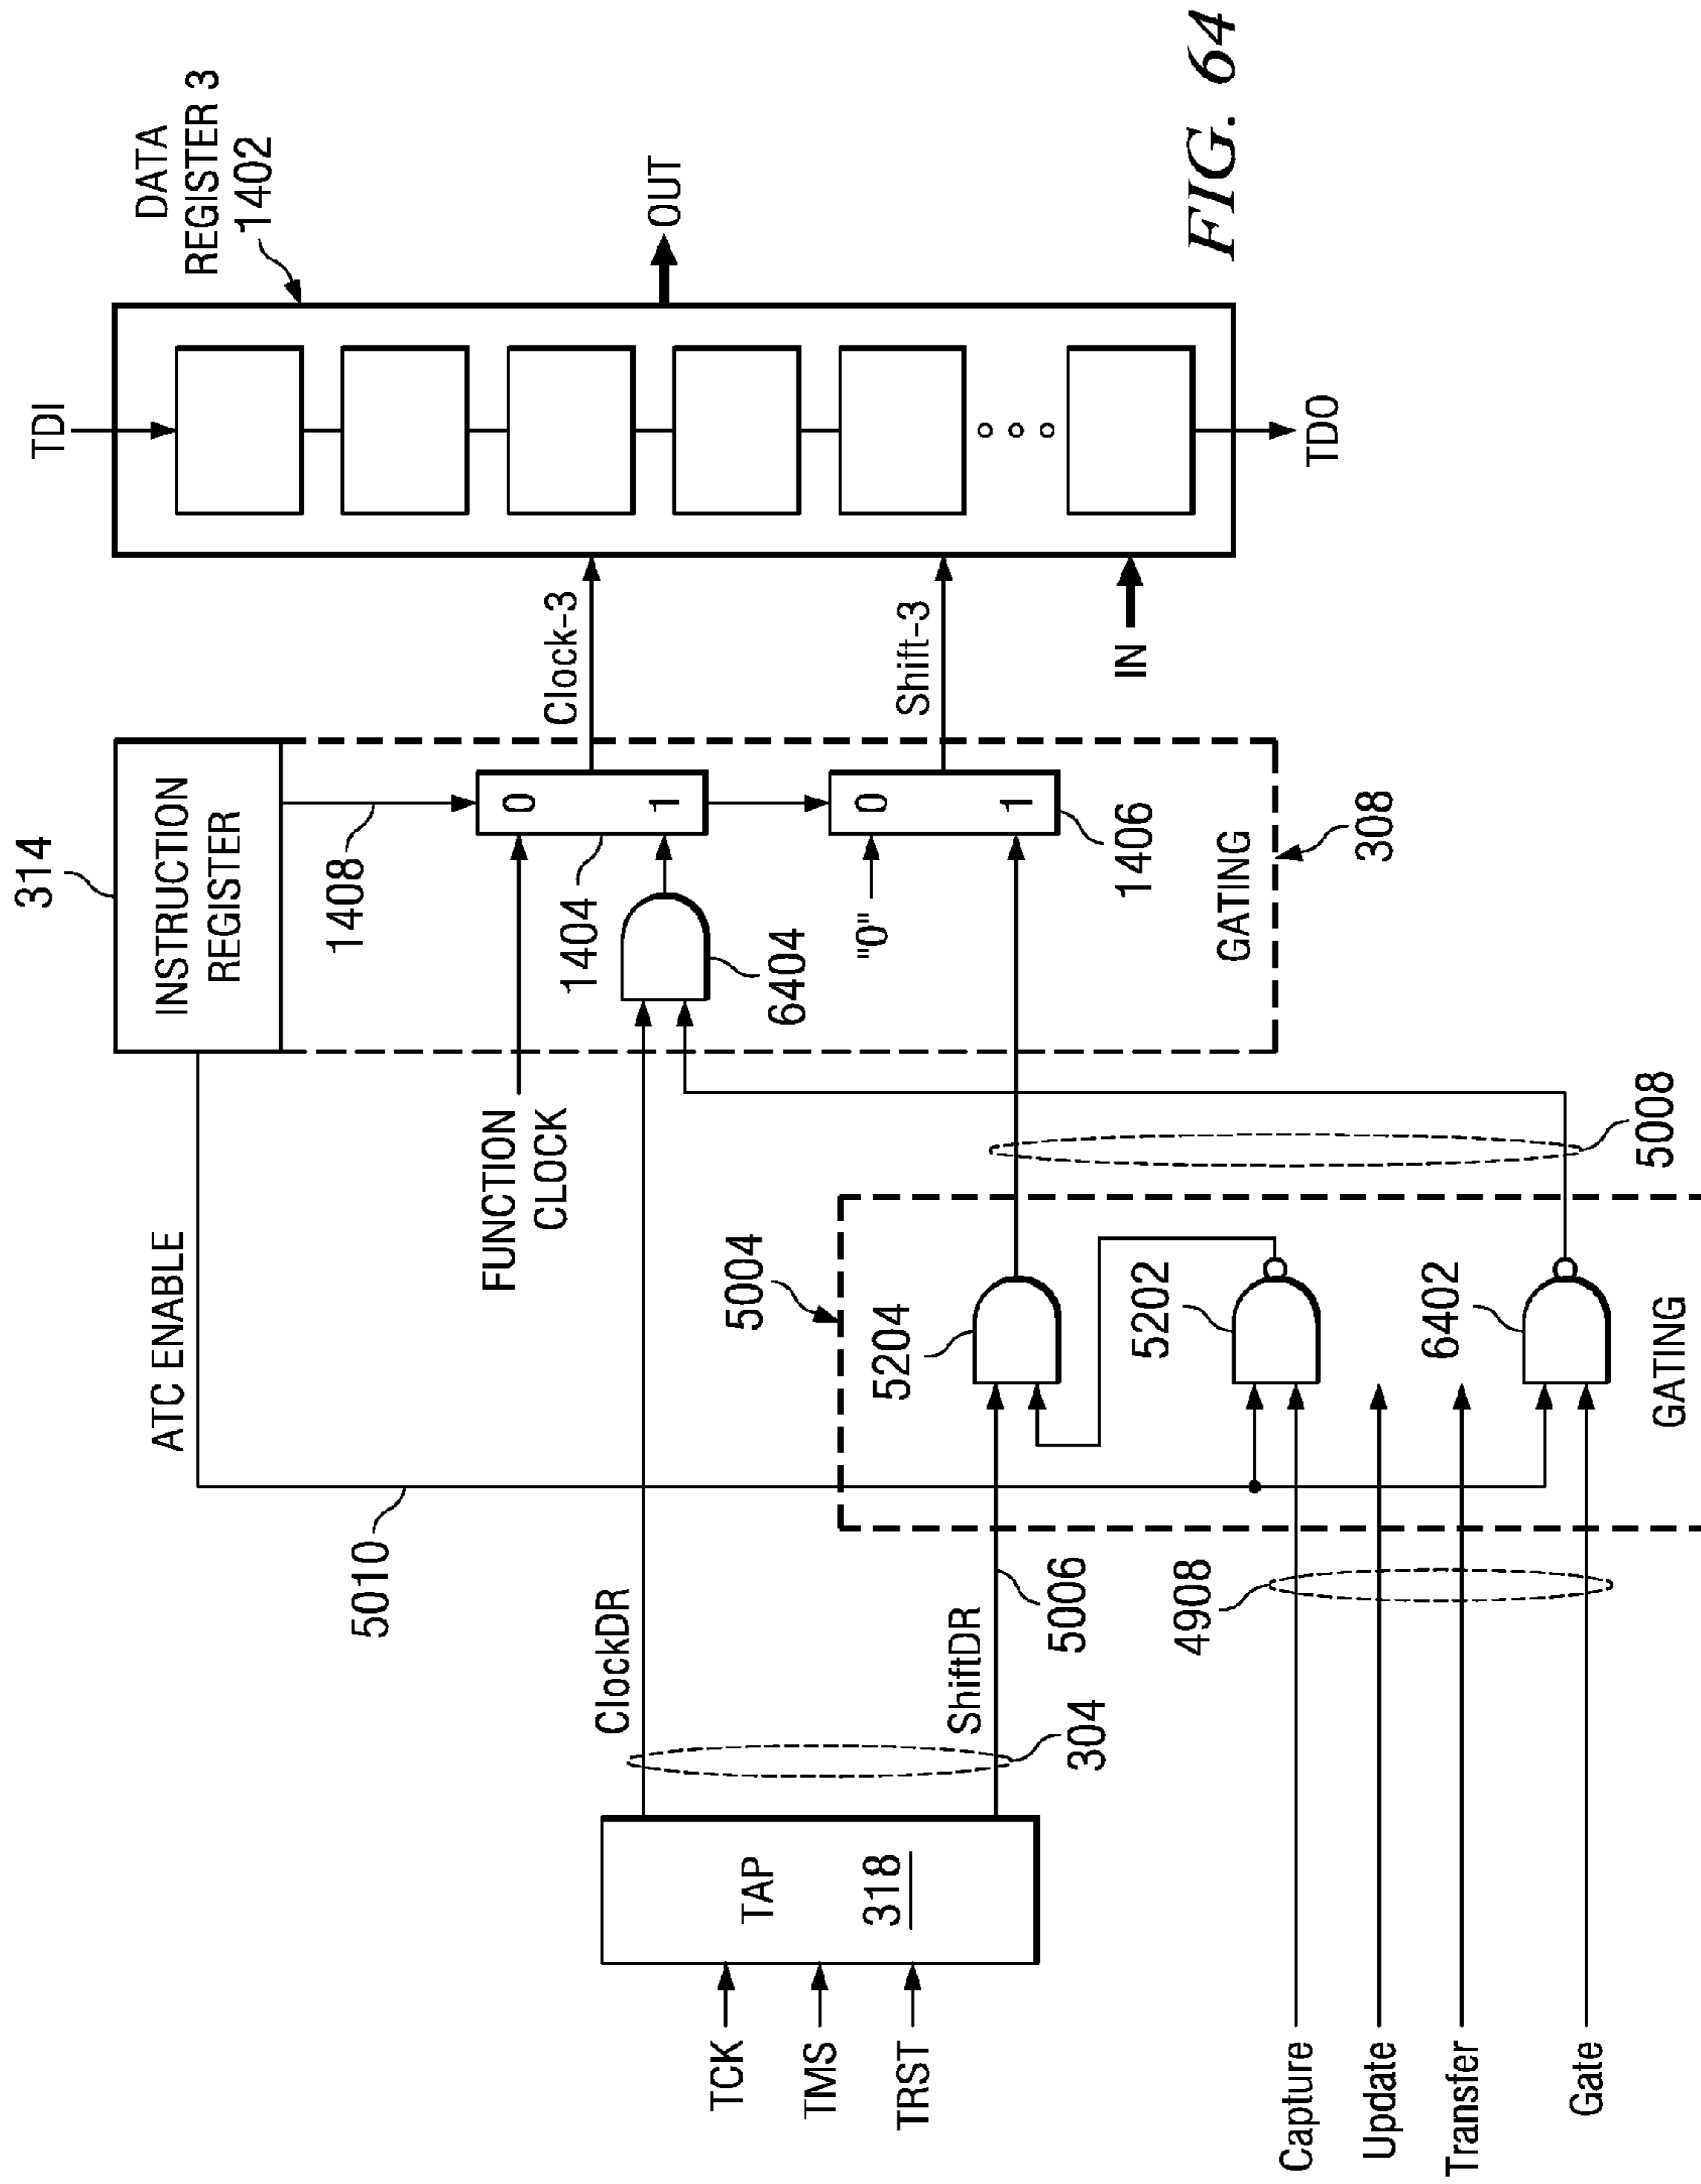 314
INSTRUCTION
REGISTER
DATA
REGISTER 3
1402
TDI
ATC ENABLE
1408
5010
FUNCTION
CLOCK
0
1
1404
Clock-3
OUT
ClockDR
6404
TCK
TMS
TRST
TAP
318
304
ShiftDR
5006
5004
5204
"0"
0
1
1406
Shift-3
IN
TDO
GATING
308
4908
5202
6402
5008
Capture
Update
Transfer
Gate
GATING
FIG. 64